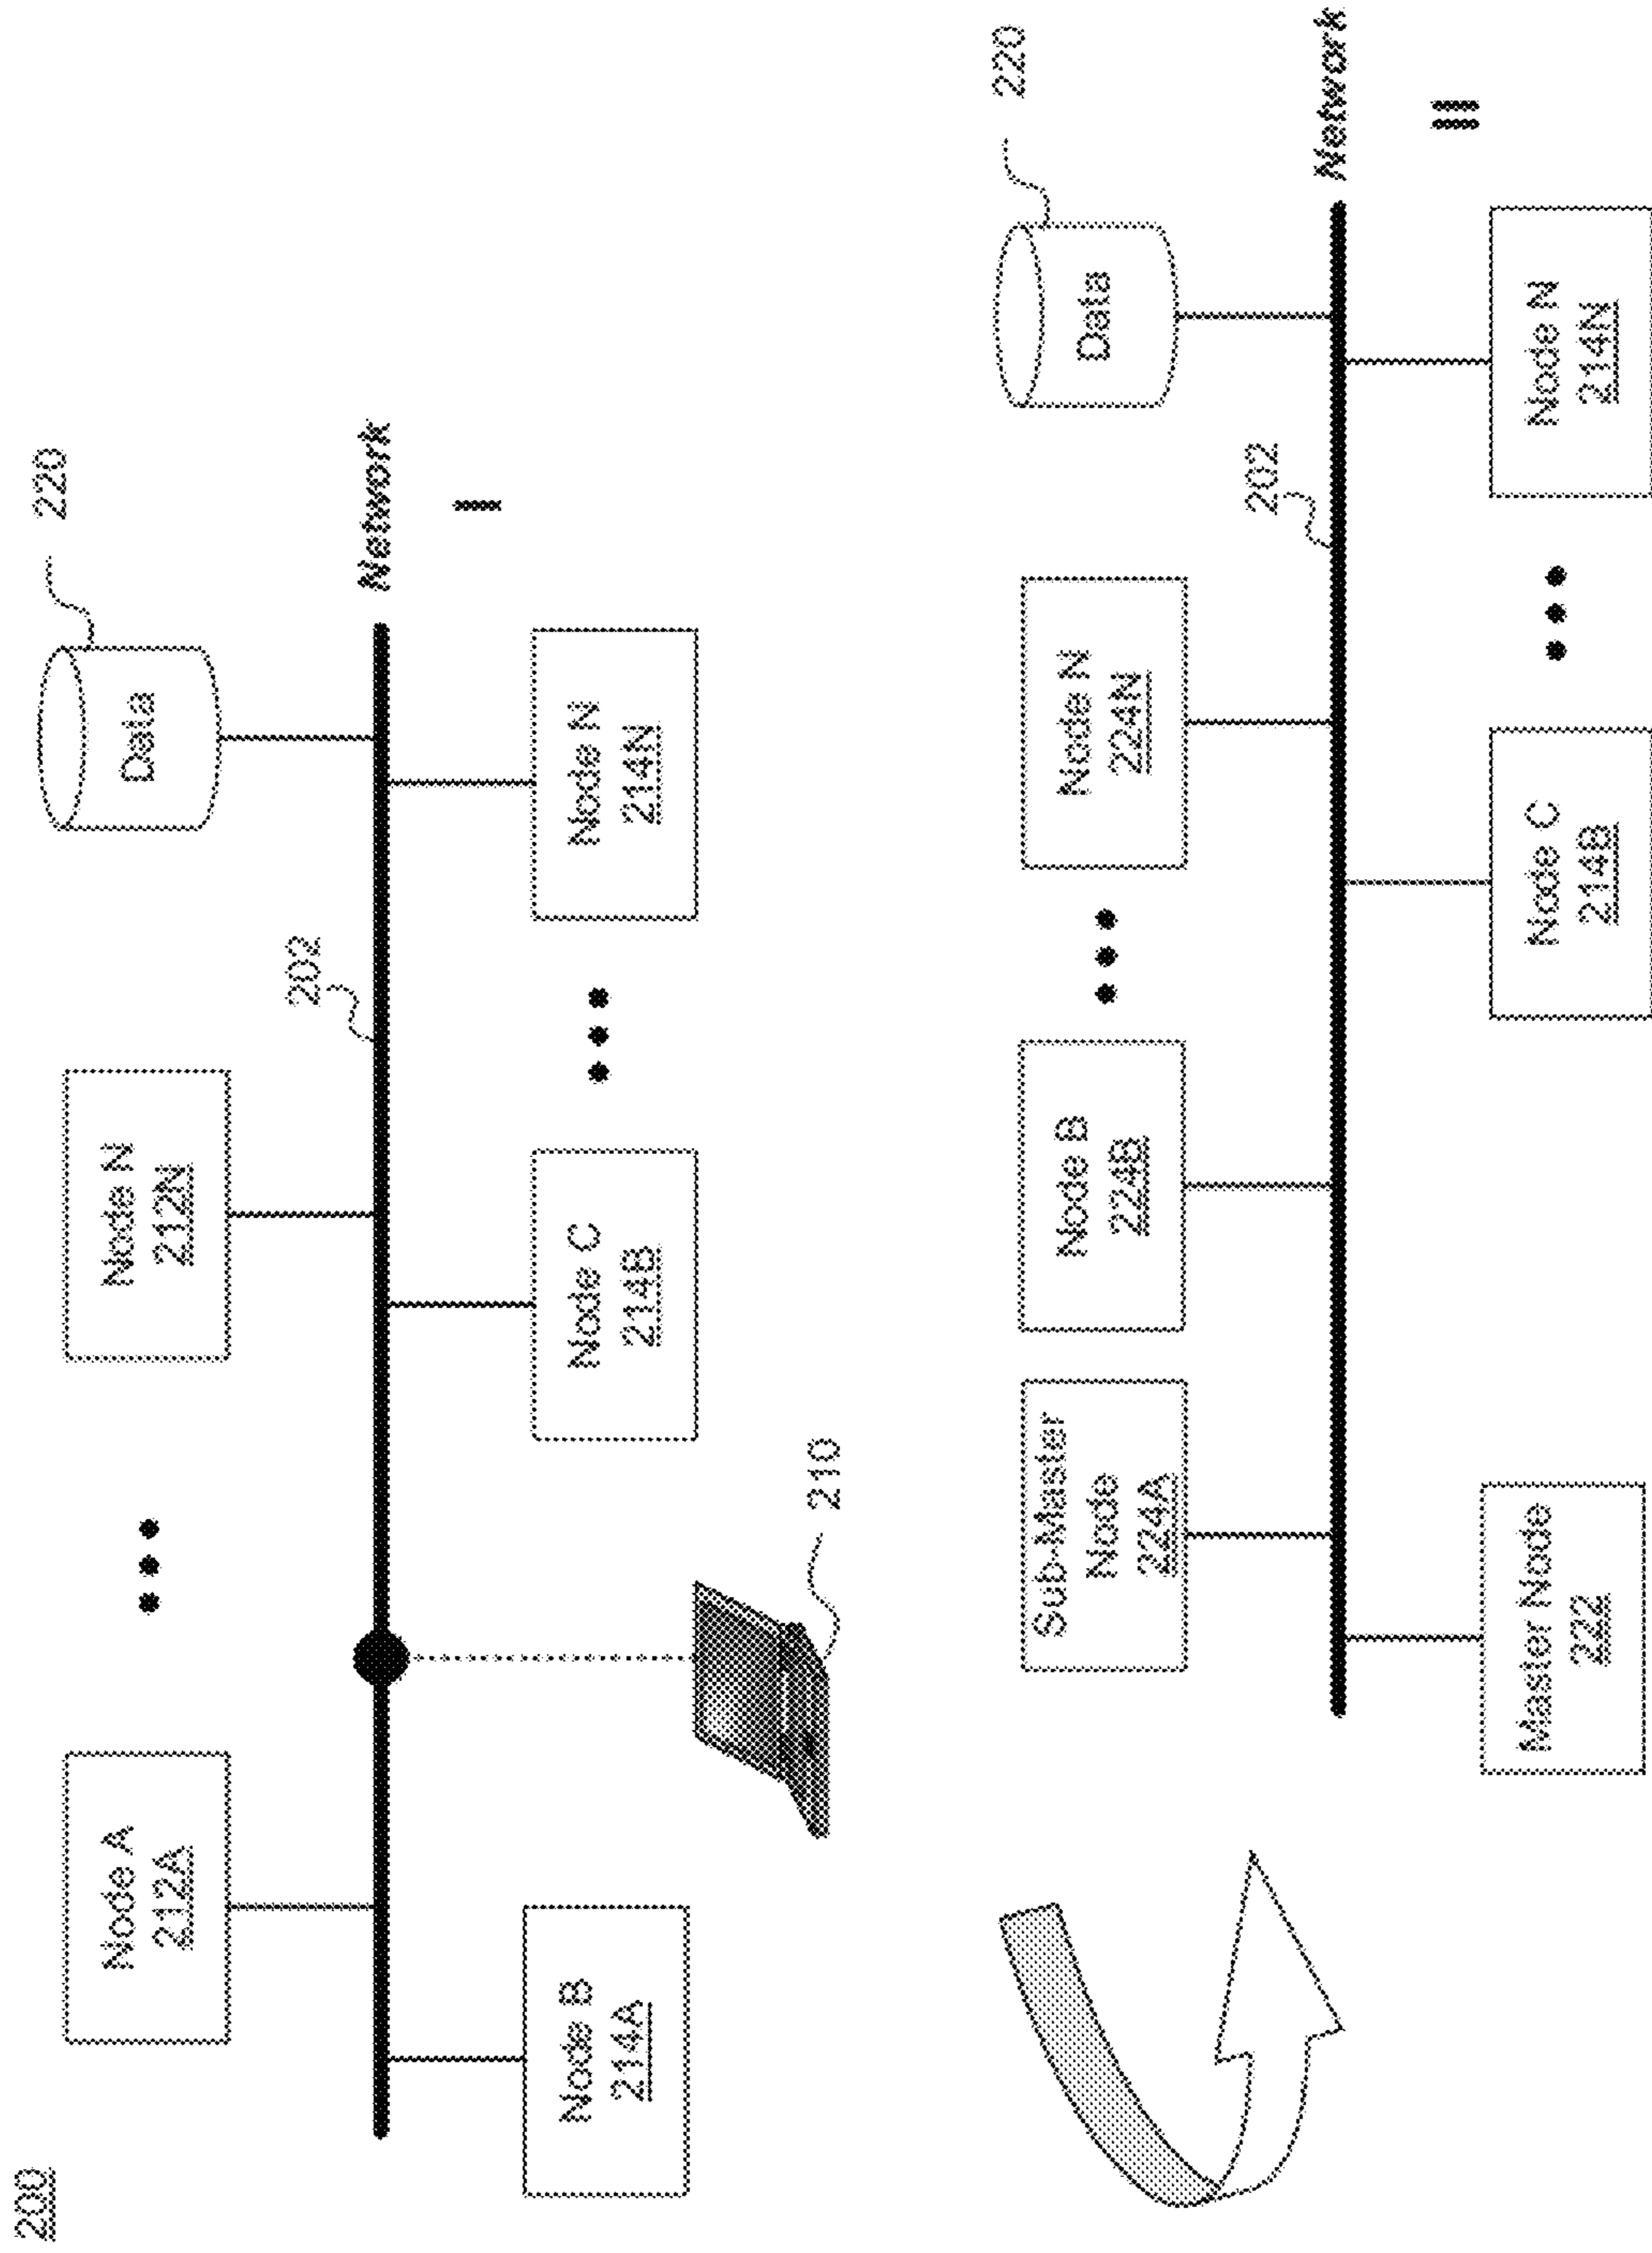 200
220
Node A
212A
Node N
212N
Data
202
Network
I
Node B
214A
Node C
214B
Node N
214N
210
220
Sub-Master
Node
224A
Node B
224B
Node N
224N
Data
202
Network
II
Master Node
222
Node C
214B
Node N
214N